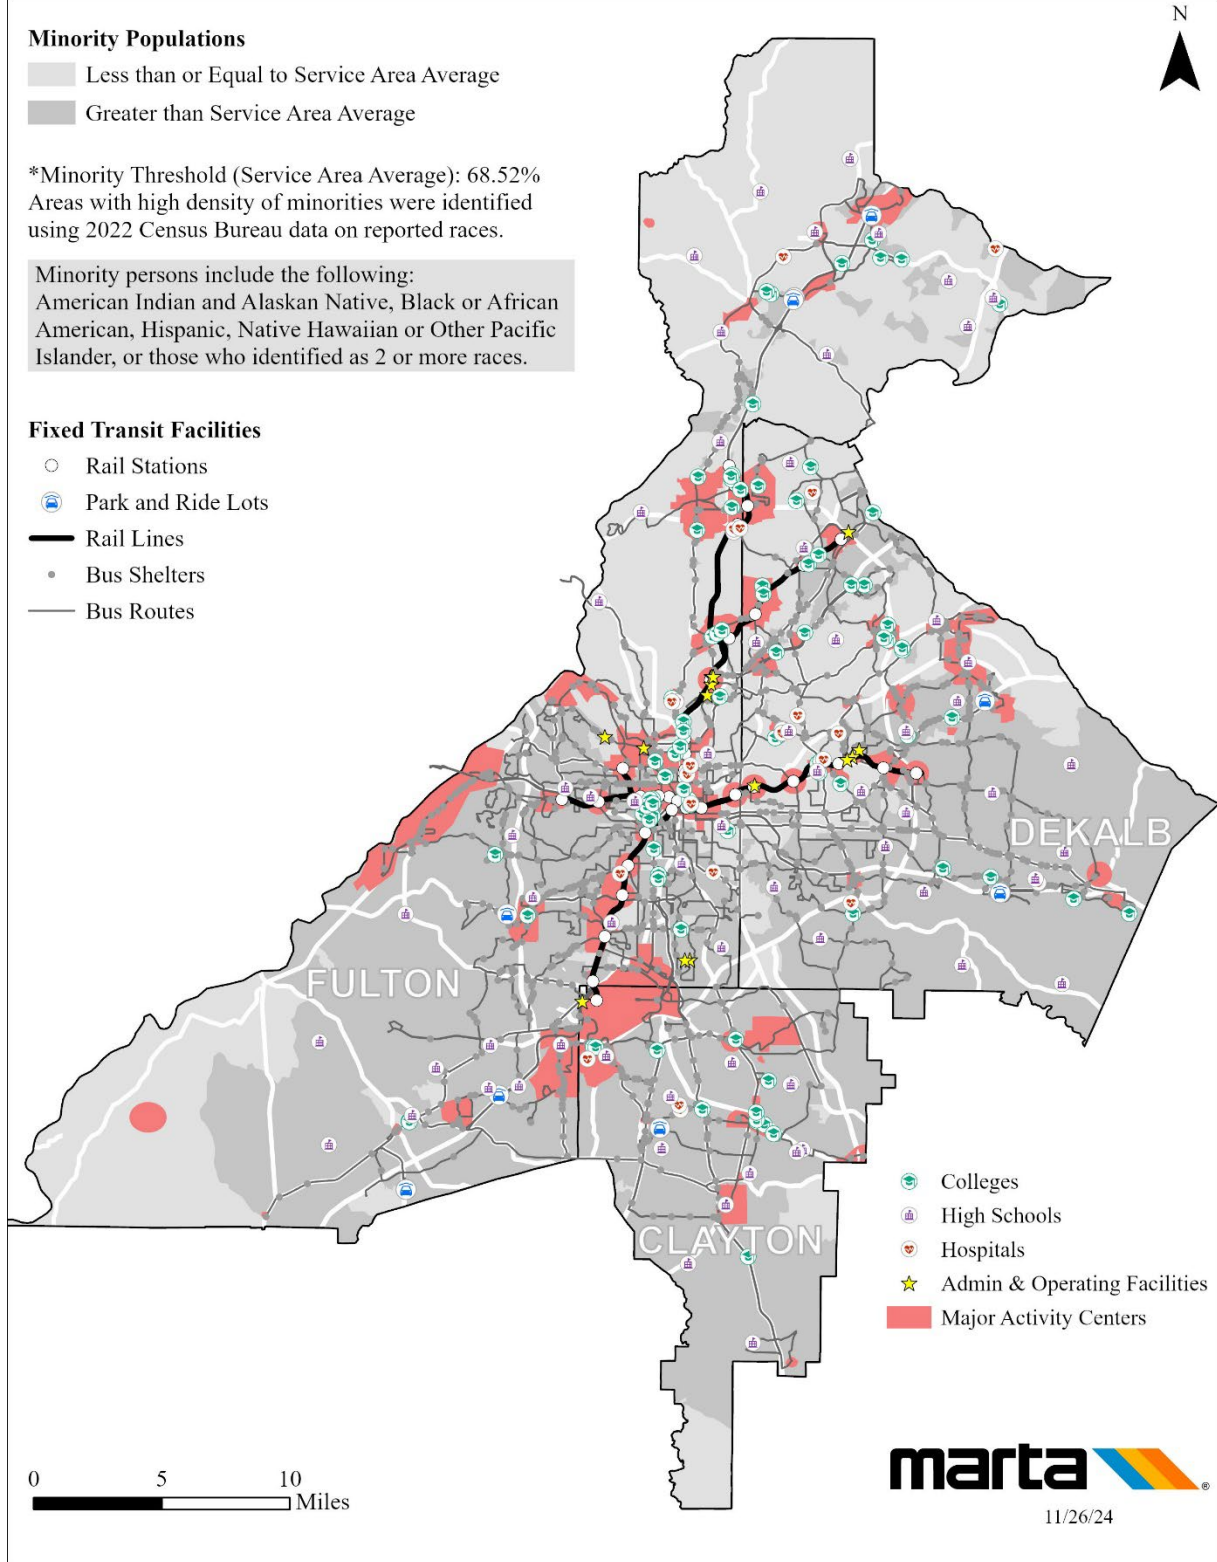 N
Minority Populations
Less than or Equal to Service Area Average
Greater than Service Area Average
*Minority Threshold (Service Area Average): 68.52%
Areas with high density of minorities were identified
using 2022 Census Bureau data on reported races.
Minority persons include the following:
American Indian and Alaskan Native, Black or African
American, Hispanic, Native Hawaiian or Other Pacific
Islander, or those who identified as 2 or more races.
Fixed Transit Facilities
Rail Stations
Park and Ride Lots
Rail Lines
Bus Shelters
Bus Routes
DEKALB
FULTON
CLAYTON
Colleges
High Schools
Hospitals
Admin & Operating Facilities
Major Activity Centers
0 5 10
Miles
marta ®
11/26/24